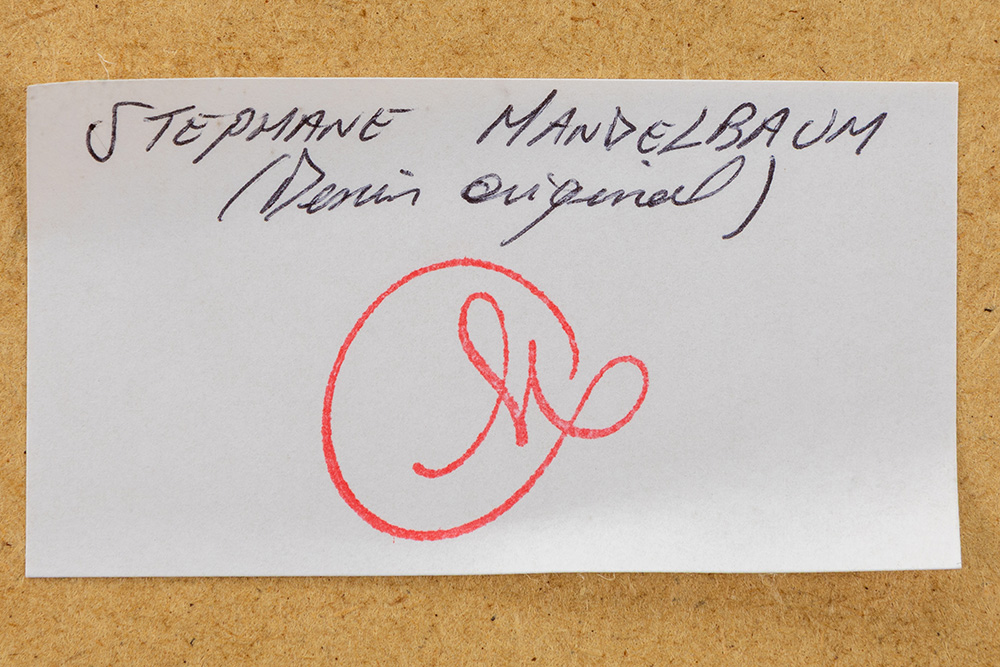 STEPHANE MANDELBAUM
(Dessin original)